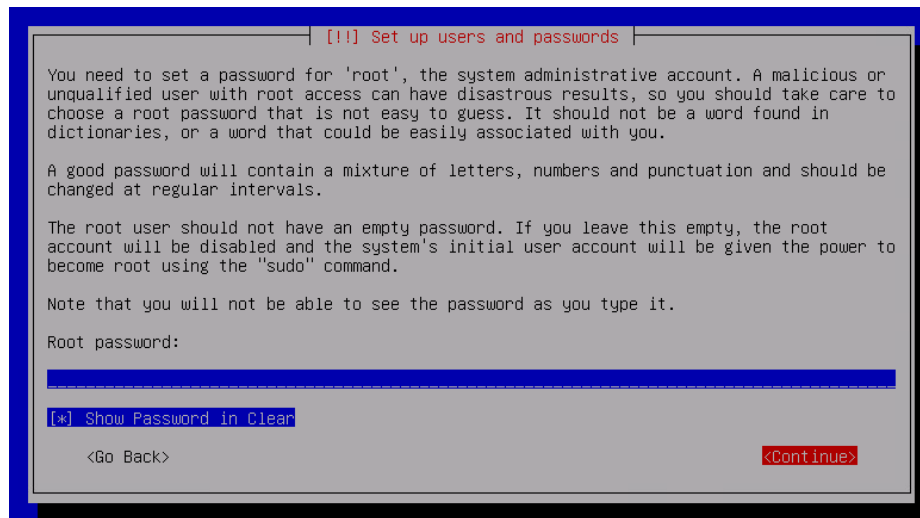 [!!] Set up users and passwords
You need to set a password for 'root', the system administrative account. A malicious or
unqualified user with root access can have disastrous results, so you should take care to
choose a root password that is not easy to guess. It should not be a word found in
dictionaries, or a word that could be easily associated with you.
A good password will contain a mixture of letters, numbers and punctuation and should be
changed at regular intervals.
The root user should not have an empty password. If you leave this empty, the root
account will be disabled and the system's initial user account will be given the power to
become root using the "sudo" command.
Note that you will not be able to see the password as you type it.
Root password:
[*] Show Password in Clear
<Go Back> <Continue>